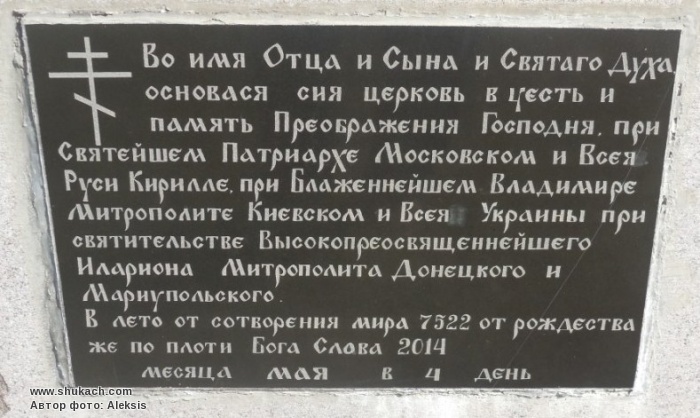 Во имя Отца и Сына и Святаго Духа
основася сия церковь в честь и
память Преображения Господня, при
Святейшем Патриархе Московском и Всея
Руси Кирилле, при Блаженнейшем Владимире
Митрополите Киевском и Всея Украины при
святительстве Высокопреосвященнейшего
Илариона Митрополита Донецкого и
Мариупольского.
В лето от сотворения мира 7522 от рождества
же по плоти Бога Слова 2014
месяца мая в 4 день
www.shukach.com
Автор фото: Aleksis